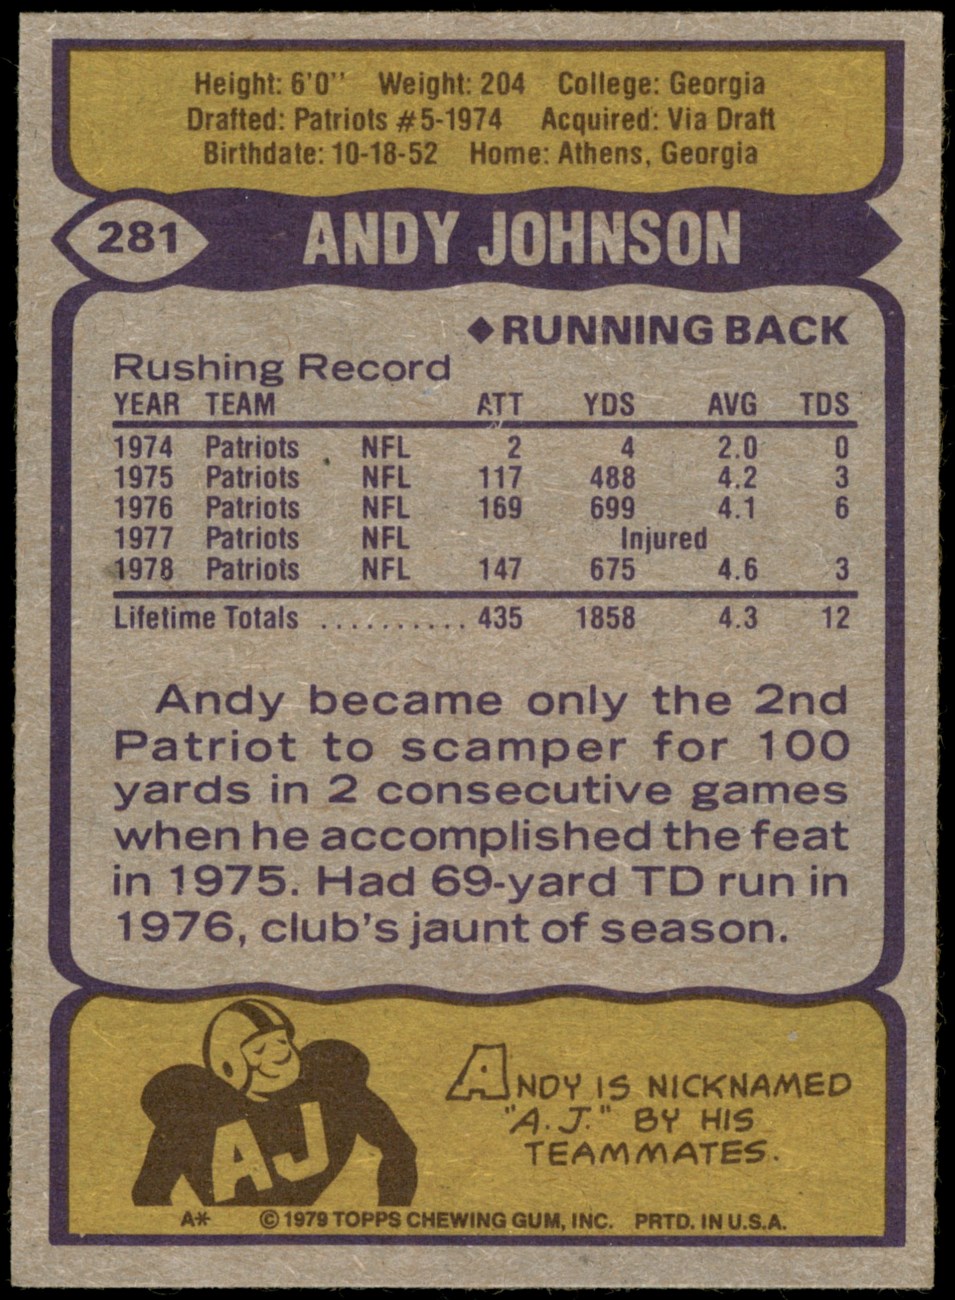 Height: 6'0'' Weight: 204 College: Georgia
Drafted: Patriots #5-1974 Acquired: Via Draft
Birthdate: 10-18-52 Home: Athens, Georgia
281 ANDY JOHNSON
◆RUNNING BACK
Rushing Record
YEAR TEAM ATT YDS AVG TDS
1974 Patriots NFL 2 4 2.0 0
1975 Patriots NFL 117 488 4.2 3
1976 Patriots NFL 169 699 4.1 6
1977 Patriots NFL Injured
1978 Patriots NFL 147 675 4.6 3
Lifetime Totals .......... 435 1858 4.3 12
Andy became only the 2nd
Patriot to scamper for 100
yards in 2 consecutive games
when he accomplished the feat
in 1975. Had 69-yard TD run in
1976, club's jaunt of season.
ANDY IS NICKNAMED
"A.J." BY HIS
TEAMMATES.
AJ
A* © 1979 TOPPS CHEWING GUM, INC. PRTD. IN U.S.A.